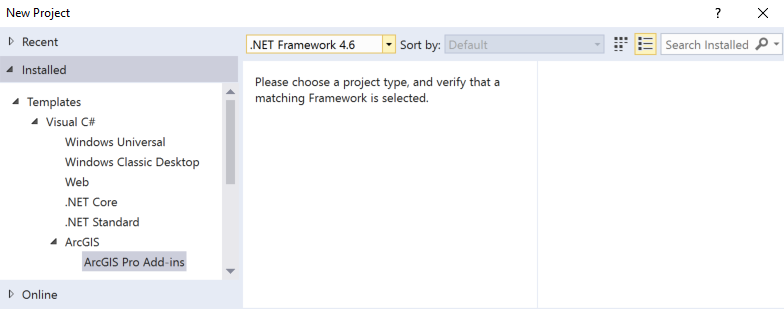 New Project
?
Recent
.NET Framework 4.6
Sort by:
Default
Search Installed
Installed
Please choose a project type, and verify that a
matching Framework is selected.
Templates
Visual C#
Windows Universal
Windows Classic Desktop
Web
.NET Core
.NET Standard
ArcGIS
ArcGIS Pro Add-ins
Online